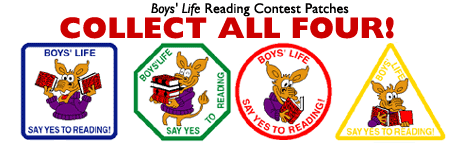 Boys' Life Reading Contest Patches
COLLECT ALL FOUR!
BOYS' LIFE
SAY YES TO READING!
BOYS' LIFE
SAY YES TO READING
BOYS' LIFE
SAY YES TO READING!
BOYS' LIFE
SAY YES TO READING!